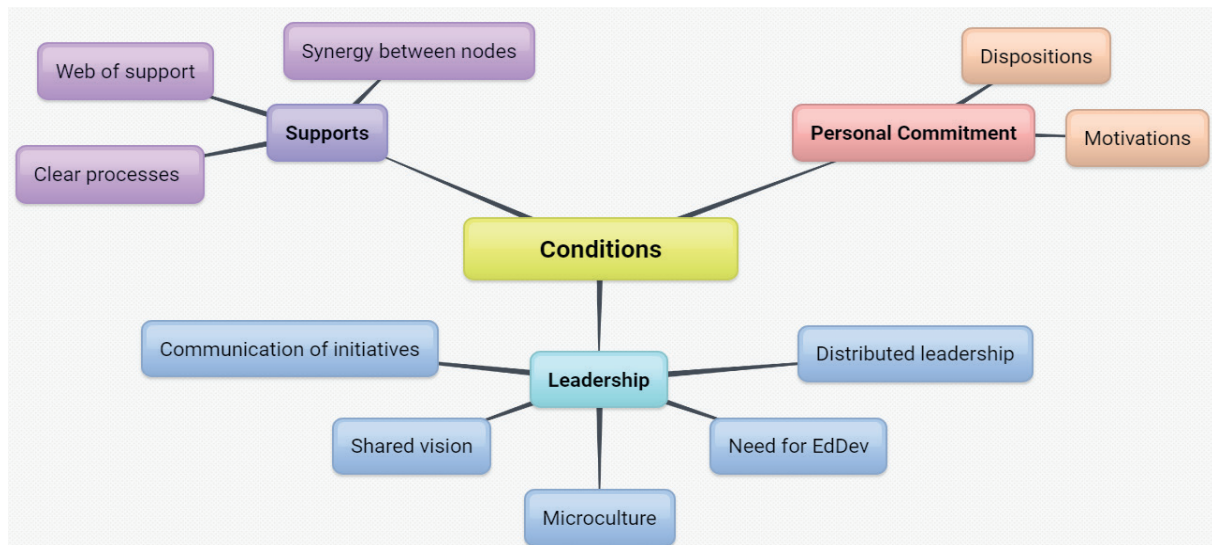 Synergy between nodes
Web of support
Supports
Clear processes
Dispositions
Personal Commitment
Motivations
Conditions
Communication of initiatives
Leadership
Distributed leadership
Shared vision
Need for EdDev
Microculture